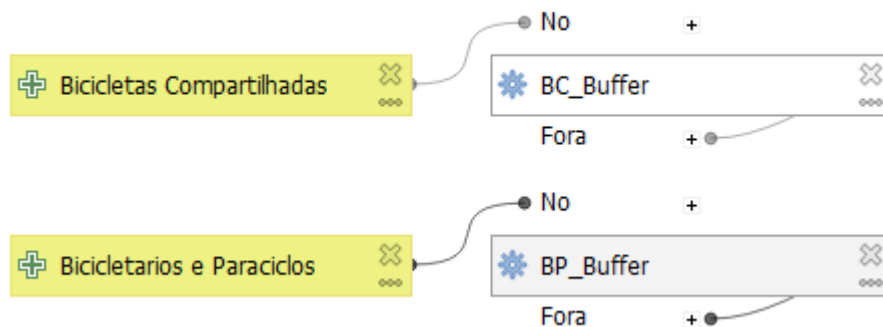 No
Bicicletas Compartilhadas
BC_Buffer
Fora
No
Bicicletarios e Paraciclos
BP_Buffer
Fora